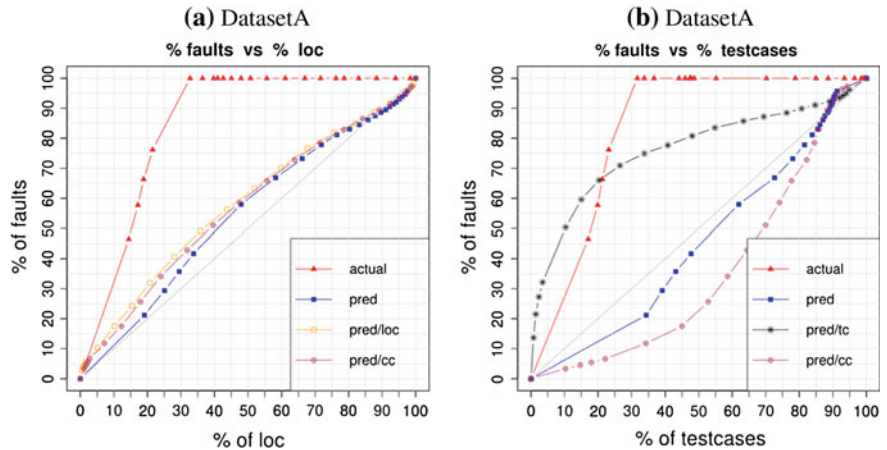 (a) DatasetA
% faults vs % loc
% of faults
100
90
80
70
60
50
40
30
20
10
0
actual
pred
pred/loc
pred/cc
0 10 20 30 40 50 60 70 80 90 100
% of loc
(b) DatasetA
% faults vs % testcases
% of faults
100
90
80
70
60
50
40
30
20
10
0
actual
pred
pred/tc
pred/cc
0 10 20 30 40 50 60 70 80 90 100
% of testcases